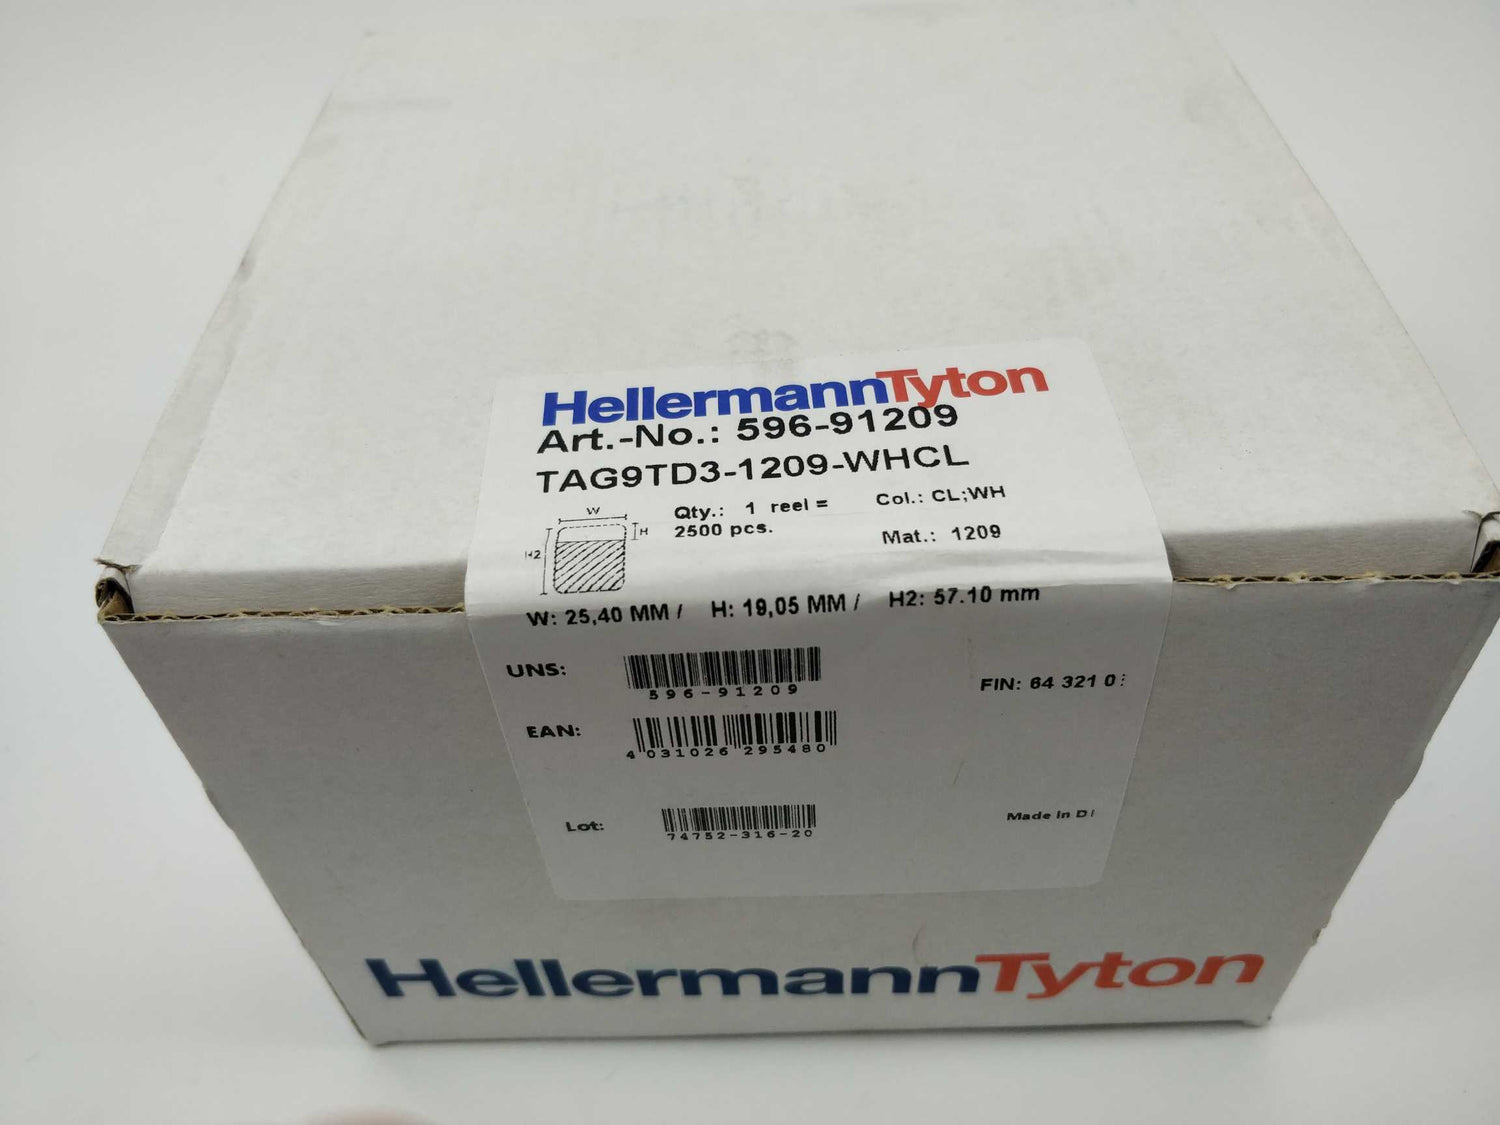 HellermannTyton
Art.-No.: 596-91209
TAG9TD3-1209-WHCL
W
H
H2
Qty.: 1 reel =
2500 pcs.
Col.: CL;WH
Mat.: 1209
W: 25,40 MM / H: 19,05 MM / H2: 57.10 mm
UNS:
596-91209
FIN: 64 321 0
EAN:
4 031026 295480
Lot:
74752-316-20
Made in
HellermannTyton